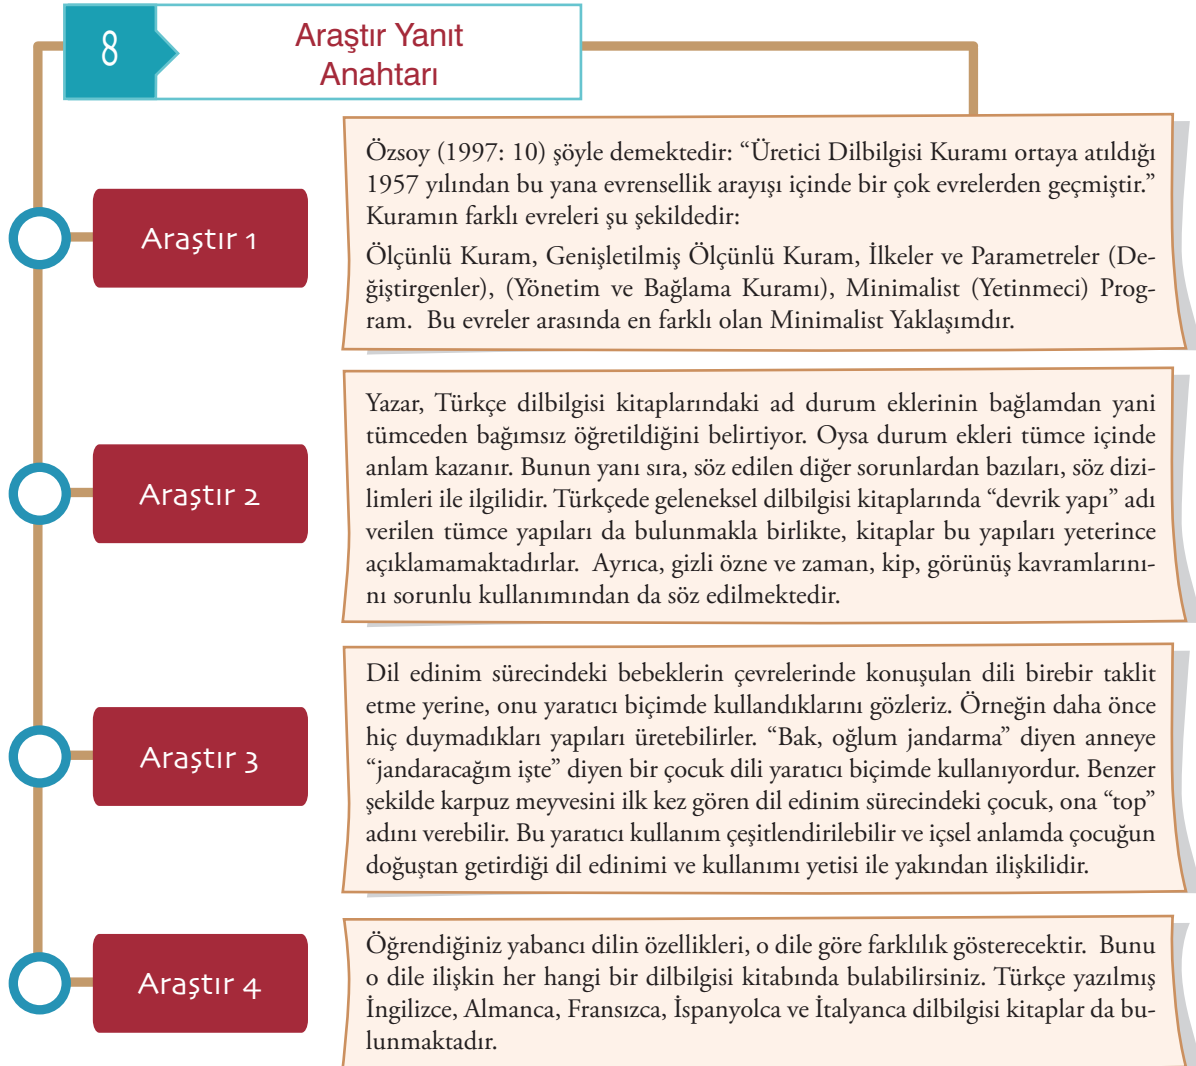 8
Araştır Yanıt
Anahtarı
Araştır 1
Özsoy (1997: 10) şöyle demektedir: “Üretici Dilbilgisi Kuramı ortaya atıldığı
1957 yılından bu yana evrensellik arayışı içinde bir çok evrelerden geçmiştir.”
Kuramın farklı evreleri şu şekildedir:
Ölçünlü Kuram, Genişletilmiş Ölçünlü Kuram, İlkeler ve Parametreler (De-
ğiştirgenler), (Yönetim ve Bağlama Kuramı), Minimalist (Yetinmeci) Prog-
ram. Bu evreler arasında en farklı olan Minimalist Yaklaşımdır.
Araştır 2
Yazar, Türkçe dilbilgisi kitaplarındaki ad durum eklerinin bağlamdan yani
tümceden bağımsız öğretildiğini belirtiyor. Oysa durum ekleri tümce içinde
anlam kazanır. Bunun yanı sıra, söz edilen diğer sorunlardan bazıları, söz dizi-
limleri ile ilgilidir. Türkçede geleneksel dilbilgisi kitaplarında “devrik yapı” adı
verilen tümce yapıları da bulunmakla birlikte, kitaplar bu yapıları yeterince
açıklamamaktadırlar. Ayrıca, gizli özne ve zaman, kip, görünüş kavramlarını-
nı sorunlu kullanımından da söz edilmektedir.
Araştır 3
Dil edinim sürecindeki bebeklerin çevrelerinde konuşulan dili birebir taklit
etme yerine, onu yaratıcı biçimde kullandıklarını gözleriz. Örneğin daha önce
hiç duymadıkları yapıları üretebilirler. “Bak, oğlum jandarma” diyen anneye
“jandaracağım işte” diyen bir çocuk dili yaratıcı biçimde kullanıyordur. Benzer
şekilde karpuz meyvesini ilk kez gören dil edinim sürecindeki çocuk, ona “top”
adını verebilir. Bu yaratıcı kullanım çeşitlendirilebilir ve içsel anlamda çocuğun
doğuştan getirdiği dil edinimi ve kullanımı yetisi ile yakından ilişkilidir.
Araştır 4
Öğrendiğiniz yabancı dilin özellikleri, o dile göre farklılık gösterecektir. Bunu
o dile ilişkin her hangi bir dilbilgisi kitabında bulabilirsiniz. Türkçe yazılmış
İngilizce, Almanca, Fransızca, İspanyolca ve İtalyanca dilbilgisi kitaplar da bu-
lunmaktadır.